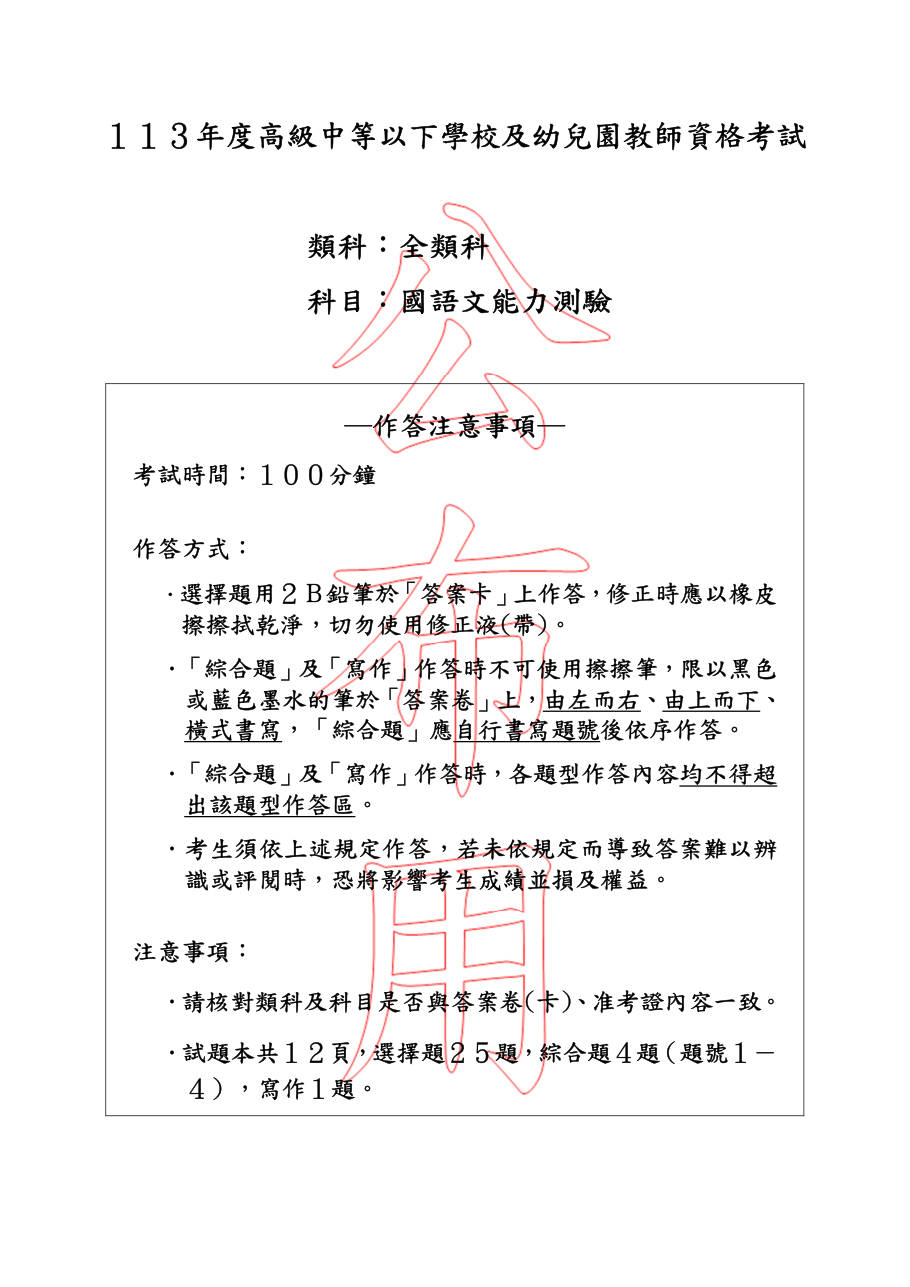 113年度高級中等以下學校及幼兒園教師資格考試
類科：全類科
科目：國語文能力測驗
—作答注意事項—
考試時間：100分鐘
作答方式：
·選擇題用2B鉛筆於「答案卡」上作答，修正時應以橡皮
擦擦拭乾淨，切勿使用修正液(帶)。
·「綜合題」及「寫作」作答時不可使用擦擦筆，限以黑色
或藍色墨水的筆於「答案卷」上，由左而右、由上而下、
橫式書寫，「綜合題」應自行書寫題號後依序作答。
·「綜合題」及「寫作」作答時，各題型作答內容均不得超
出該題型作答區。
·考生須依上述規定作答，若未依規定而導致答案難以辨
識或評閱時，恐將影響考生成績並損及權益。
注意事項：
·請核對類科及科目是否與答案卷(卡)、准考證內容一致。
·試題本共12頁，選擇題25題，綜合題4題（題號1－
4），寫作1題。
公
布
用